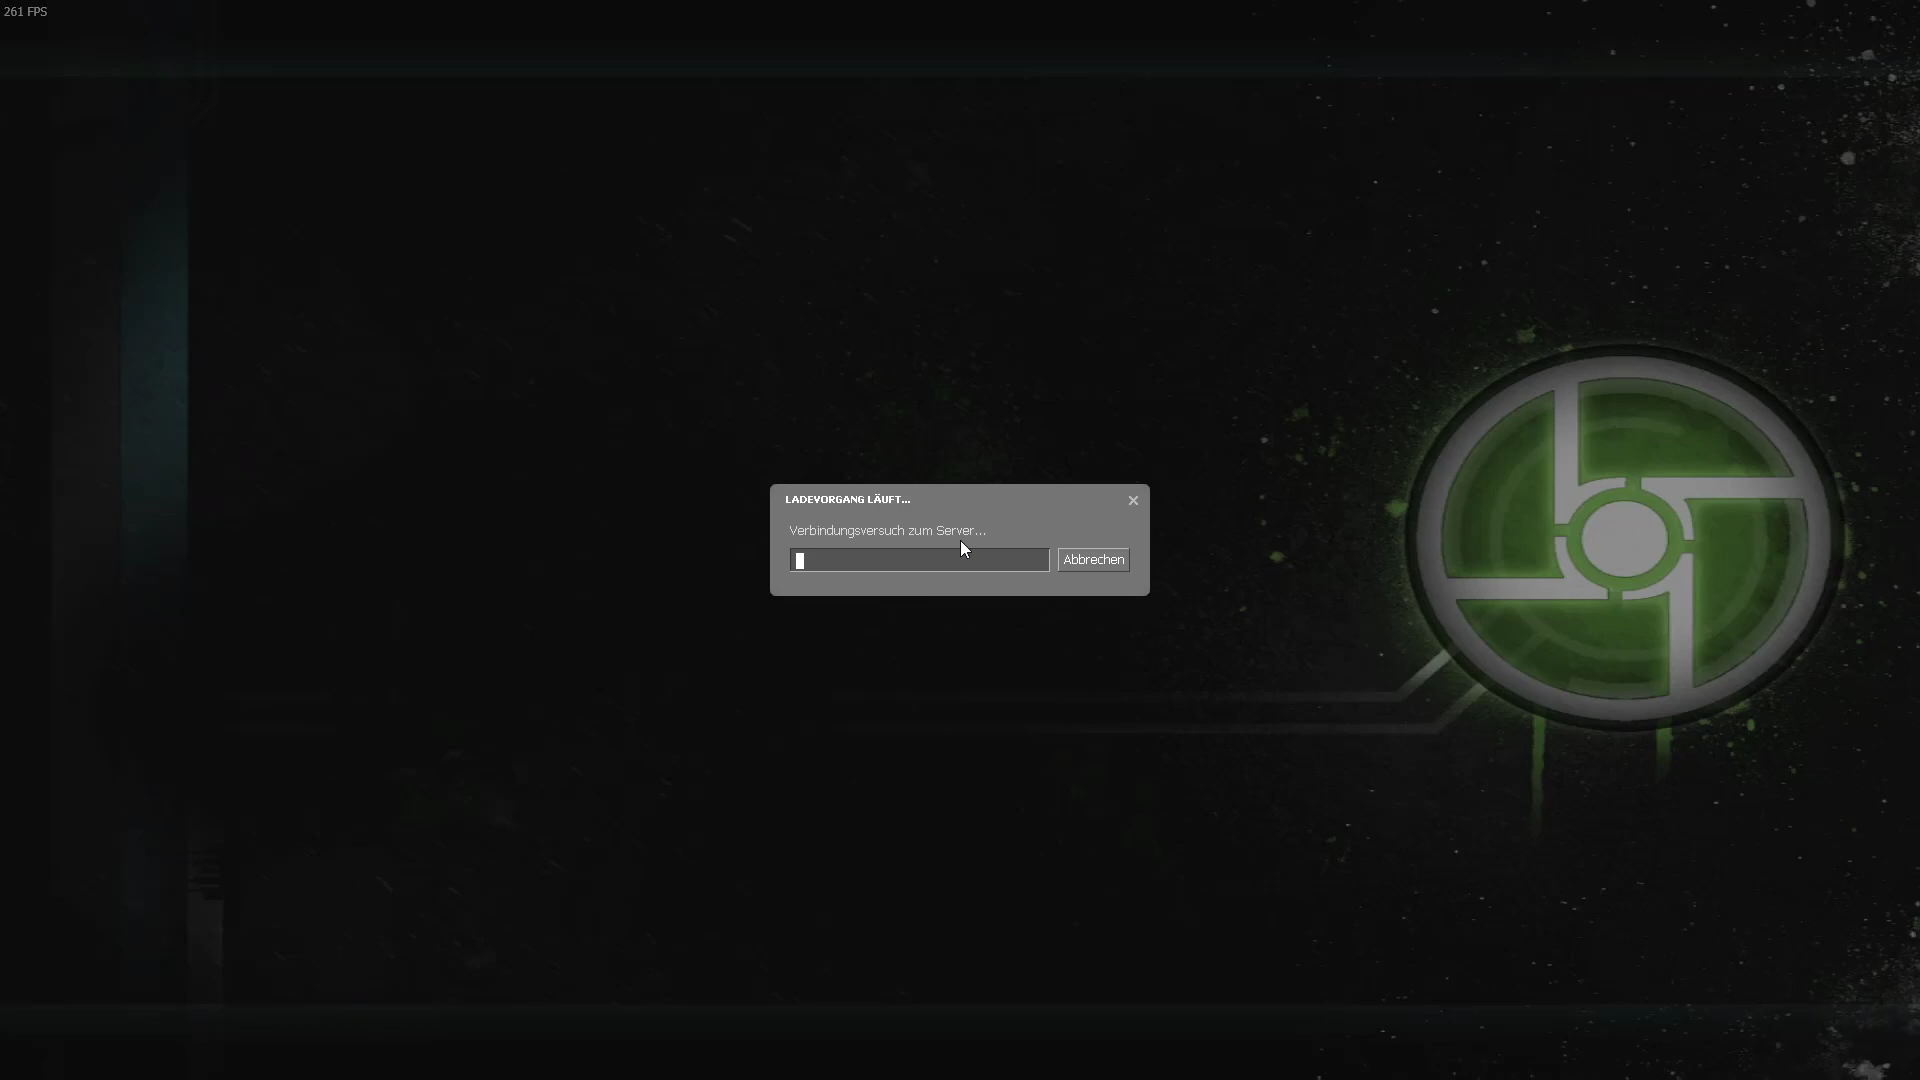 261 FPS
LADEVORGANG LÄUFT...
Verbindungsversuch zum Server...
Abbrechen